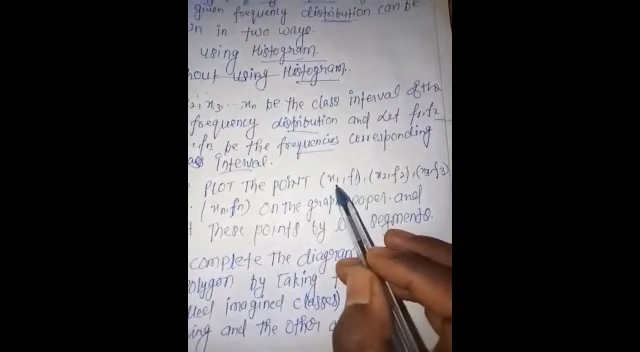 given frequency distribution can be
in two ways.
using Histogram
using Histogram.
x3 ... xn be the class interval of the
frequency distribution and Let f1, f2
fn be the frequencies corresponding
interval.
PLOT The POINT (x1, f1), (x2, f2), (x3, f3)
(xn, fn) on the graph paper. and
These points by segments.
complete the diagram
polygon by Taking
imagined classes)
and the other